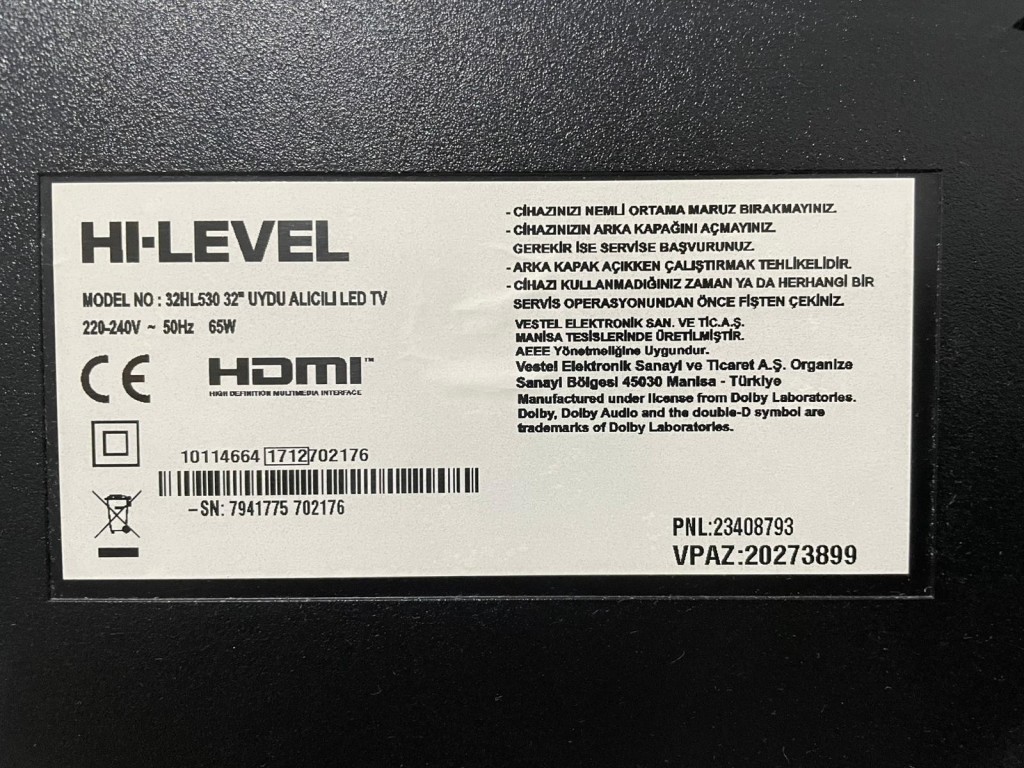 HI-LEVEL
MODEL NO : 32HL530 32" UYDU ALICILI LED TV
220-240V ~ 50Hz 65W
CE HDMI™
HIGH DEFINITION MULTIMEDIA INTERFACE
10114664 1712702176
-SN: 7941775 702176
- CİHAZINIZI NEMLİ ORTAMA MARUZ BIRAKMAYINIZ.
- CİHAZINIZIN ARKA KAPAĞINI AÇMAYINIZ.
GEREKİR İSE SERVİSE BAŞVURUNUZ.
- ARKA KAPAK AÇIKKEN ÇALIŞTIRMAK TEHLİKELİDİR.
- CİHAZI KULLANMADIĞINIZ ZAMAN YA DA HERHANGİ BİR
SERVİS OPERASYONUNDAN ÖNCE FİŞTEN ÇEKİNİZ.
VESTEL ELEKTRONİK SAN. VE TİC.A.Ş.
MANİSA TESİSLERİNDE ÜRETİLMİŞTİR.
AEEE Yönetmeliğine Uygundur.
Vestel Elektronik Sanayi ve Ticaret A.Ş. Organize
Sanayi Bölgesi 45030 Manisa - Türkiye
Manufactured under license from Dolby Laboratories.
Dolby, Dolby Audio and the double-D symbol are
trademarks of Dolby Laboratories.
PNL:23408793
VPAZ:20273899